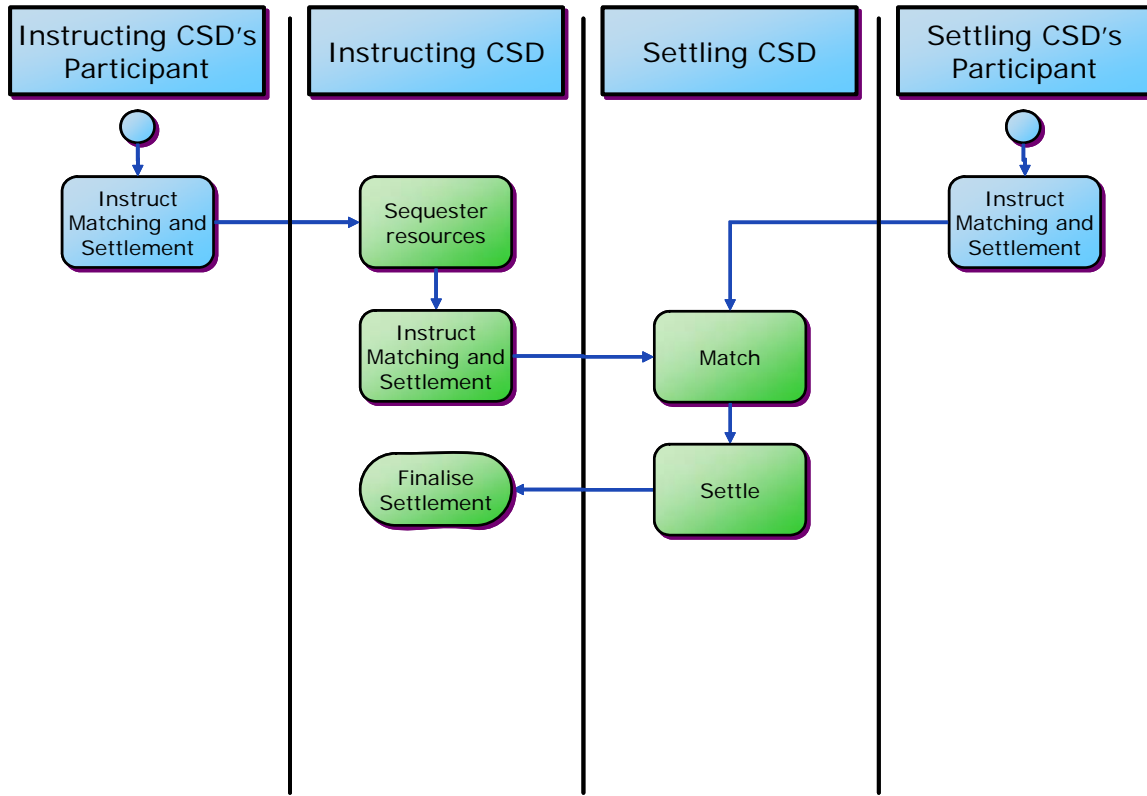 Instructing CSD's
Participant
Instructing CSD
Settling CSD
Settling CSD's
Participant
Instruct
Matching and
Settlement
Sequester
resources
Instruct
Matching and
Settlement
Instruct
Matching and
Settlement
Match
Finalise
Settlement
Settle